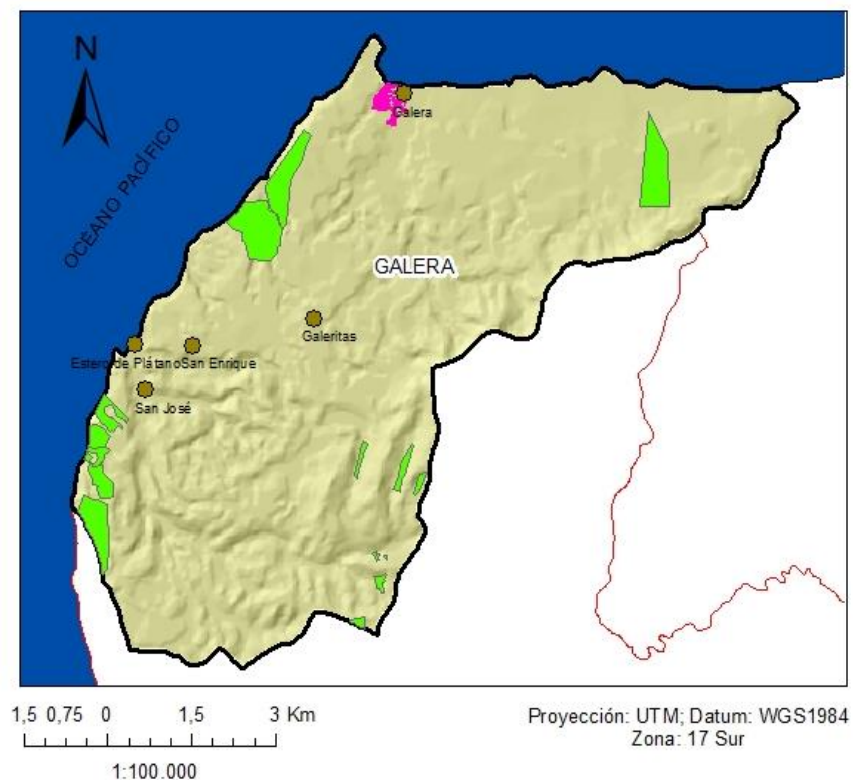 N
OCÉANO PACÍFICO
Galera
GALERA
Galeritas
Estero de Plátano
San Enrique
San José
1,5 0,75 0 1,5 3 Km
1:100.000
Proyección: UTM; Datum: WGS1984
Zona: 17 Sur